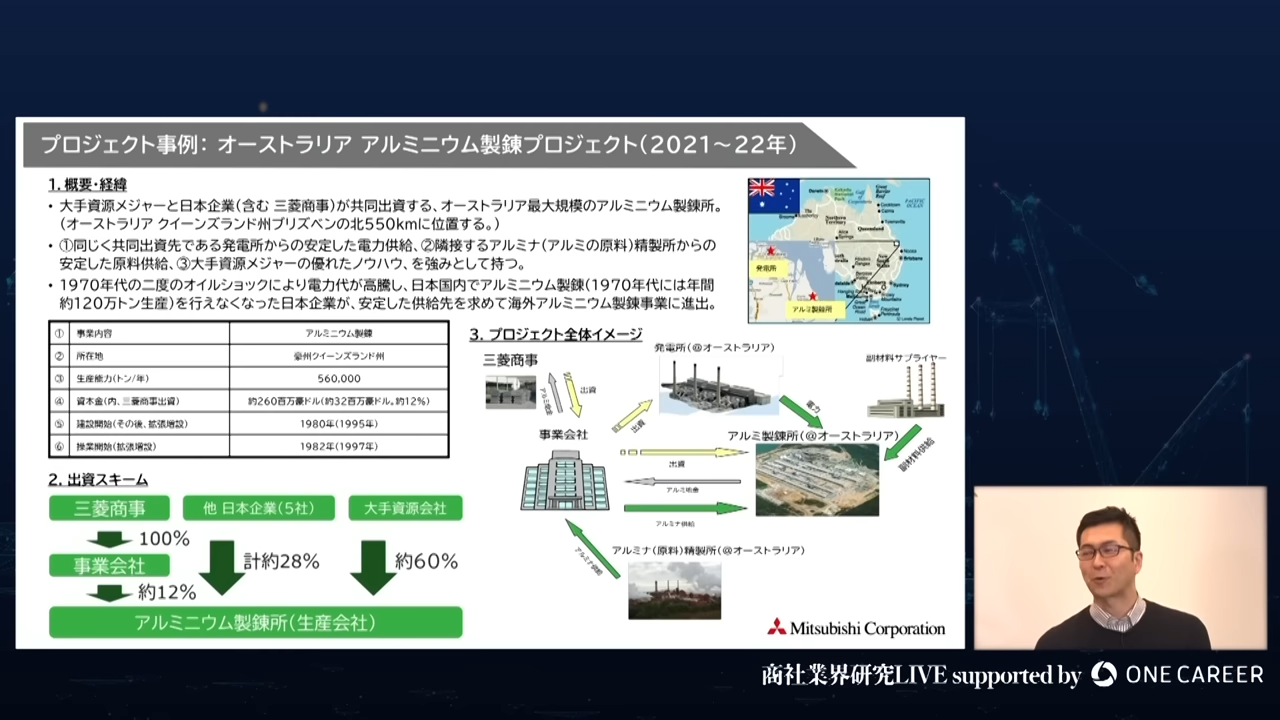 プロジェクト事例： オーストラリア アルミニウム製錬プロジェクト(2021～22年)
1. 概要・経緯
• 大手資源メジャーと日本企業(含む 三菱商事)が共同出資する、オーストラリア最大規模のアルミニウム製錬所。
(オーストラリア クイーンズランド州ブリズベンの北550kmに位置する。)
• ①同じく共同出資先である発電所からの安定した電力供給、②隣接するアルミナ(アルミの原料)精製所からの
安定した原料供給、③大手資源メジャーの優れたノウハウ、を強みとして持つ。
• 1970年代の二度のオイルショックにより電力代が高騰し、日本国内でアルミニウム製錬(1970年代には年間
約120万トン生産)を行えなくなった日本企業が、安定した供給先を求めて海外アルミニウム製錬事業に進出。
① 事業内容 アルミニウム製錬
② 所在地 豪州クイーンズランド州
③ 生産能力(トン/年) 560,000
④ 資本金(内、三菱商事出資) 約260百万豪ドル(約32百万豪ドル。約12%)
⑤ 建設開始(その後、拡張増設) 1980年(1995年)
⑥ 操業開始(拡張増設) 1982年(1997年)
2. 出資スキーム
三菱商事 他 日本企業(5社) 大手資源会社
100%
事業会社 計約28% 約60%
約12%
アルミニウム製錬所(生産会社)
発電所
アルミ製錬所
Queensland
Brisbane
3. プロジェクト全体イメージ
三菱商事
出資
事業会社
出資
発電所(@オーストラリア)
電力
副材料サプライヤー
副材料供給
アルミ製錬所(@オーストラリア)
出資
アルミ地金
アルミナ供給
アルミナ供給
アルミナ(原料)精製所(@オーストラリア)
Mitsubishi Corporation
商社業界研究LIVE supported by ONE CAREER